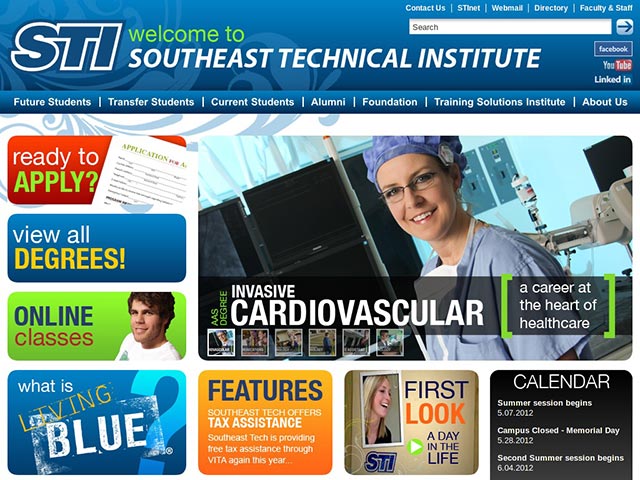 Contact Us | STInet | Webmail | Directory | Faculty & Staff
STI
welcome to
SOUTHEAST TECHNICAL INSTITUTE
Search
facebook
YouTube
Linked in
Future Students | Transfer Students | Current Students | Alumni | Foundation | Training Solutions Institute | About Us
ready to
APPLY?
APPLICATION FOR A
view all
DEGREES!
ONLINE
classes
AAS
DEGREE
INVASIVE
CARDIOVASCULAR
a career at
the heart of
healthcare
what is
LIVING
BLUE
?
FEATURES
SOUTHEAST TECH OFFERS
TAX ASSISTANCE
Southeast Tech is providing
free tax assistance through
VITA again this year...
FIRST
LOOK
A DAY
IN THE
LIFE
STI
CALENDAR
Summer session begins
5.07.2012
Campus Closed - Memorial Day
5.28.2012
Second Summer session begins
6.04.2012